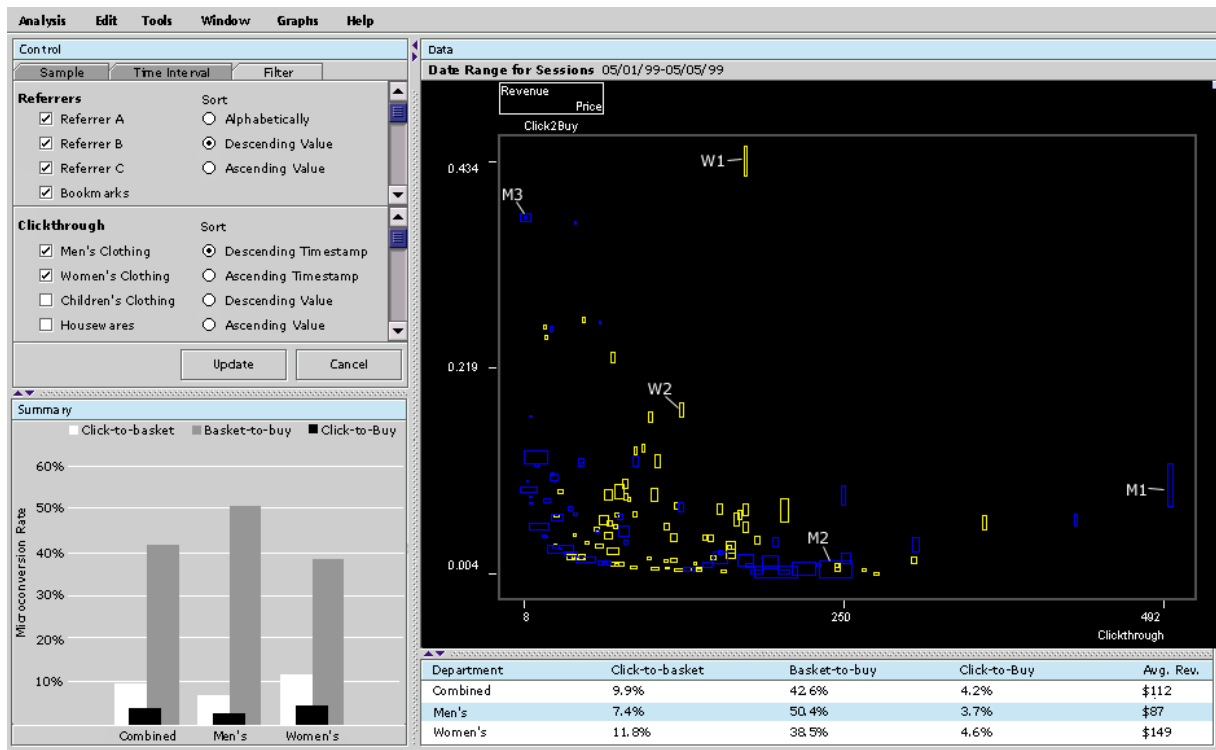 Analysis Edit Tools Window Graphs Help
Control
Sample Time Interval Filter
Referrers Sort
Referrer A Alphabetically
Referrer B Descending Value
Referrer C Ascending Value
Bookmarks
Clickthrough Sort
Men's Clothing Descending Timestamp
Women's Clothing Ascending Timestamp
Children's Clothing Descending Value
Housewares Ascending Value
Update Cancel
Summary
Click-to-basket Basket-to-buy Click-to-Buy
60%
50%
40%
30%
20%
10%
Microconversion Rate
Combined Men's Women's
Data
Date Range for Sessions 05/01/99-05/05/99
Revenue
Price
Click2Buy
W1
0.434
M3
0.219
W2
M1
M2
0.004
8 250 492
Clickthrough
Department Click-to-basket Basket-to-buy Click-to-Buy Avg. Rev.
Combined 9.9% 42.6% 4.2% $112
Men's 7.4% 50.4% 3.7% $87
Women's 11.8% 38.5% 4.6% $149